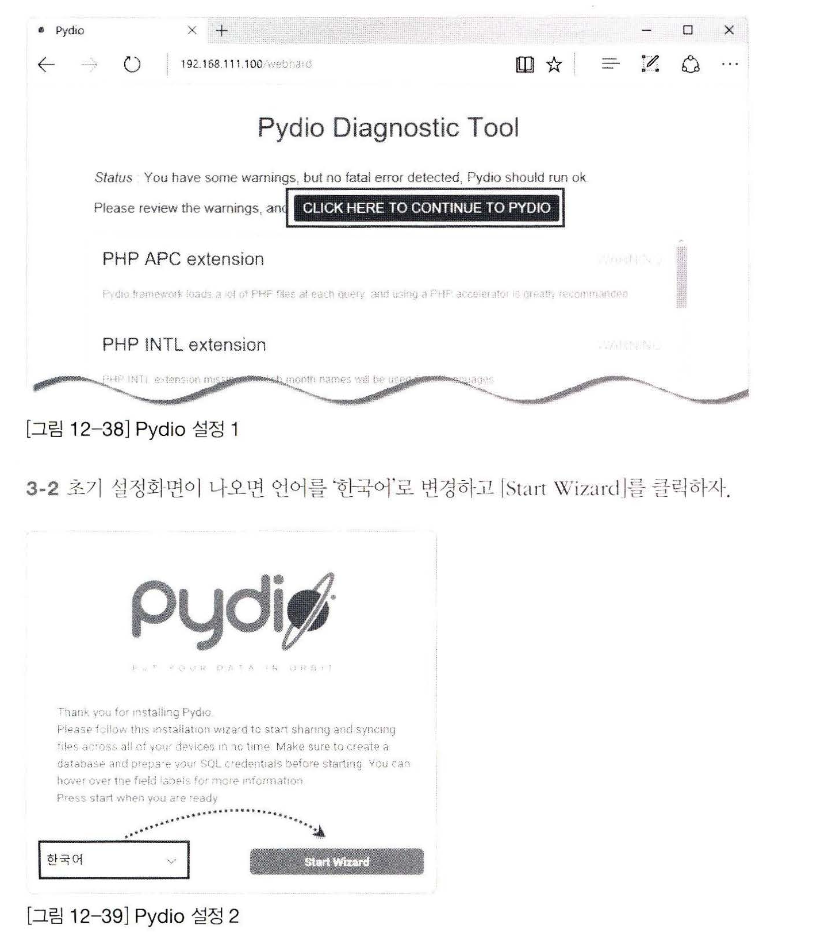 Pydio
192.168.111.100/webhard
Pydio Diagnostic Tool
Status : You have some warnings, but no fatal error detected, Pydio should run ok
Please review the warnings, and CLICK HERE TO CONTINUE TO PYDIO
PHP APC extension WARNING
Pydio framework loads a lot of PHP files at each query, and using a PHP accelerator is greatly recommended
PHP INTL extension WARNING
PHP INTL extension month names will be used
[그림 12-38] Pydio 설정 1
3-2 초기 설정화면이 나오면 언어를 '한국어'로 변경하고 [Start Wizard]를 클릭하자.
pydio
PUT YOUR DATA IN ORBIT
Thank you for installing Pydio.
Please follow this installation wizard to start sharing and syncing
files across all of your devices in no time. Make sure to create a
database and prepare your SQL credentials before starting. You can
hover over the field labels for more information.
Press start when you are ready
한국어
Start Wizard
[그림 12-39] Pydio 설정 2